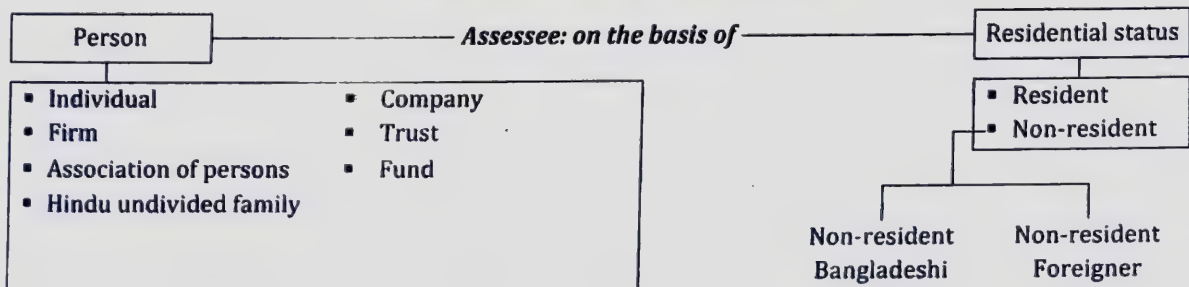 Person
Assessee: on the basis of
Residential status
▪ Individual
▪ Firm
▪ Association of persons
▪ Hindu undivided family
▪ Company
▪ Trust
▪ Fund
▪ Resident
▪ Non-resident
Non-resident
Bangladeshi
Non-resident
Foreigner